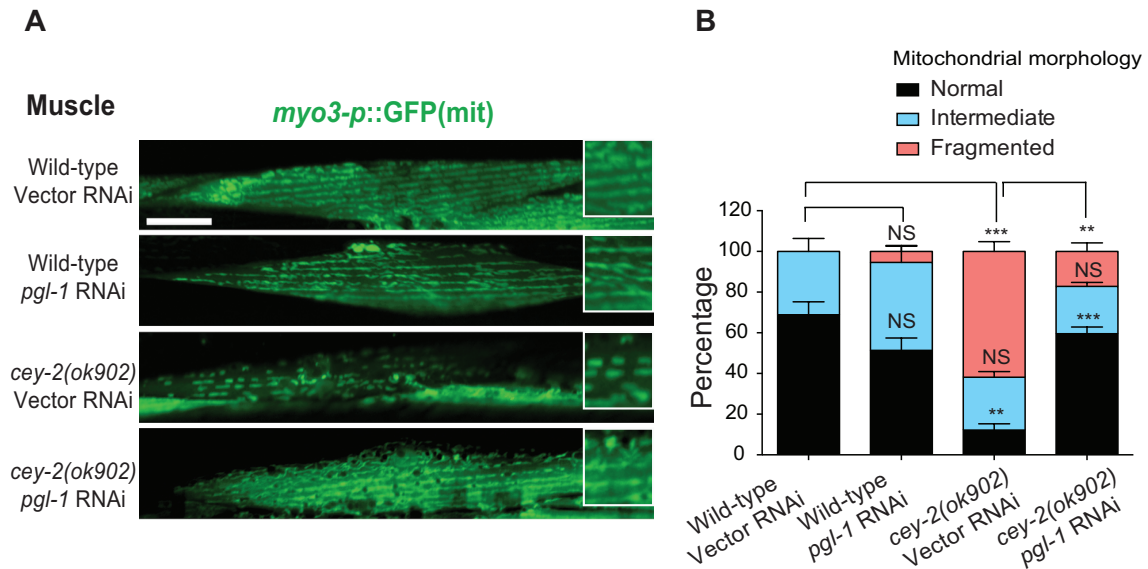 A
Muscle
myo3-p::GFP(mit)
Wild-type
Vector RNAi
Wild-type
pgl-1 RNAi
cey-2(ok902)
Vector RNAi
cey-2(ok902)
pgl-1 RNAi
B
Mitochondrial morphology
Normal
Intermediate
Fragmented
Percentage
120
100
80
60
40
20
0
NS
NS
***
NS
**
**
NS
***
Wild-type
Vector RNAi
Wild-type
pgl-1 RNAi
cey-2(ok902)
Vector RNAi
cey-2(ok902)
pgl-1 RNAi